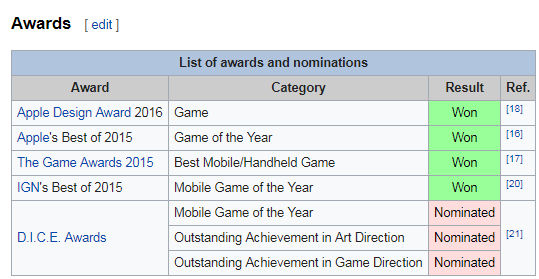 Awards [ edit ]
List of awards and nominations
Award Category Result Ref.
Apple Design Award 2016 Game Won [18]
Apple's Best of 2015 Game of the Year Won [16]
The Game Awards 2015 Best Mobile/Handheld Game Won [17]
IGN's Best of 2015 Mobile Game of the Year Won [20]
D.I.C.E. Awards Mobile Game of the Year Nominated [21]
Outstanding Achievement in Art Direction Nominated
Outstanding Achievement in Game Direction Nominated